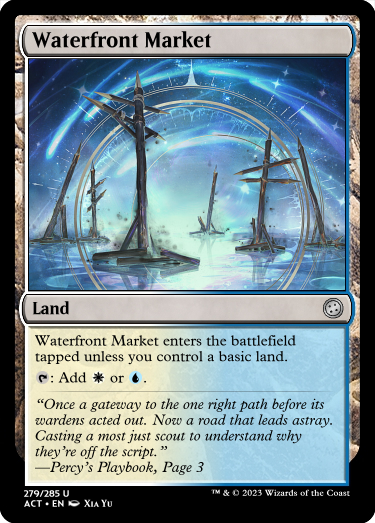 Waterfront Market
Land
Waterfront Market enters the battlefield
tapped unless you control a basic land.
: Add or .
“Once a gateway to the one right path before its
wardens acted out. Now a road that leads astray.
Casting a most just scout to understand why
they’re off the script.”
—Percy’s Playbook, Page 3
279/285 U
ACT • EN Xia Yu
™ & © 2023 Wizards of the Coast